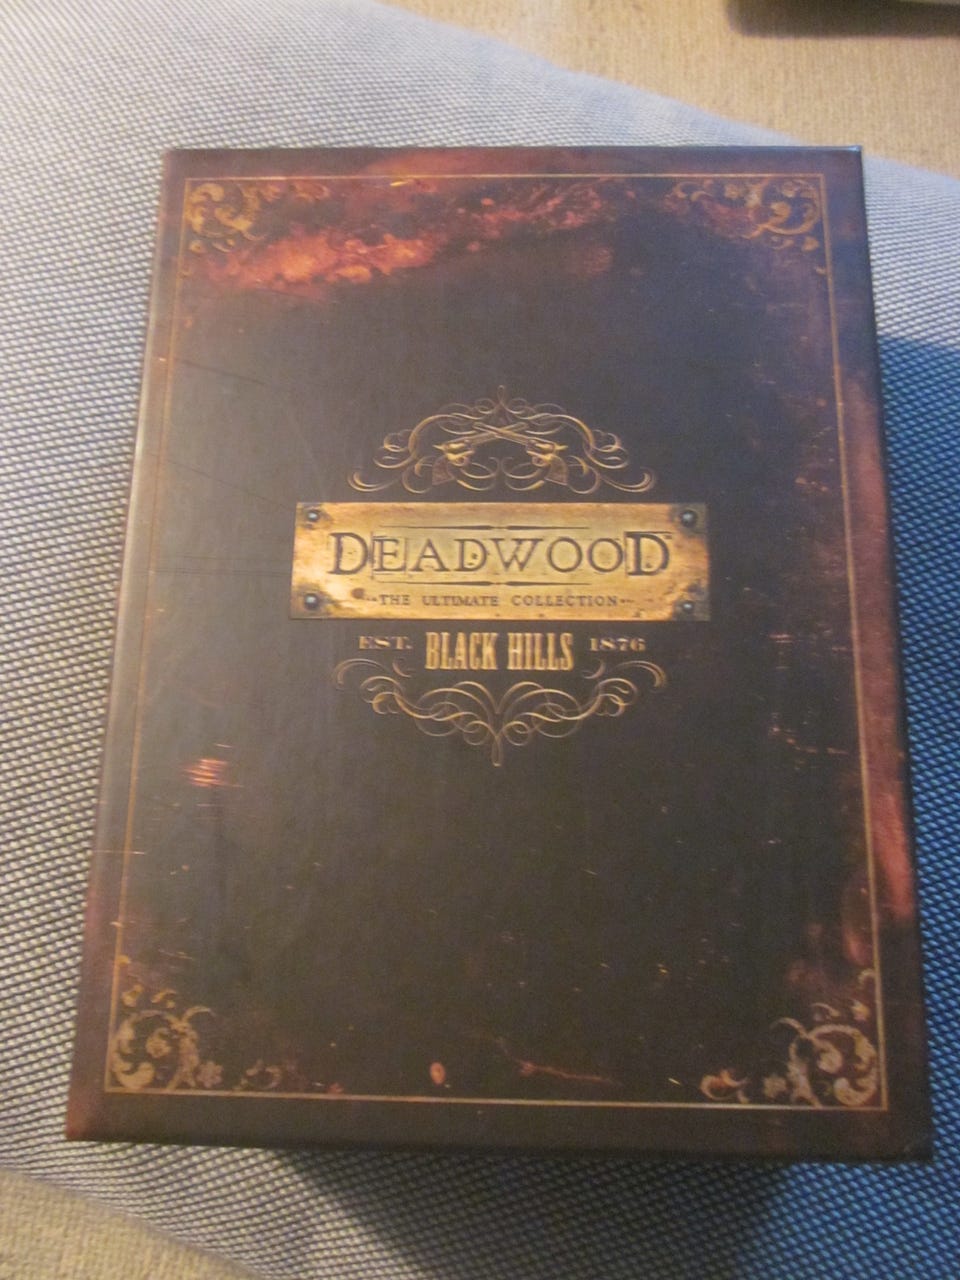 DEADWOOD
THE ULTIMATE COLLECTION
EST. BLACK HILLS 1876